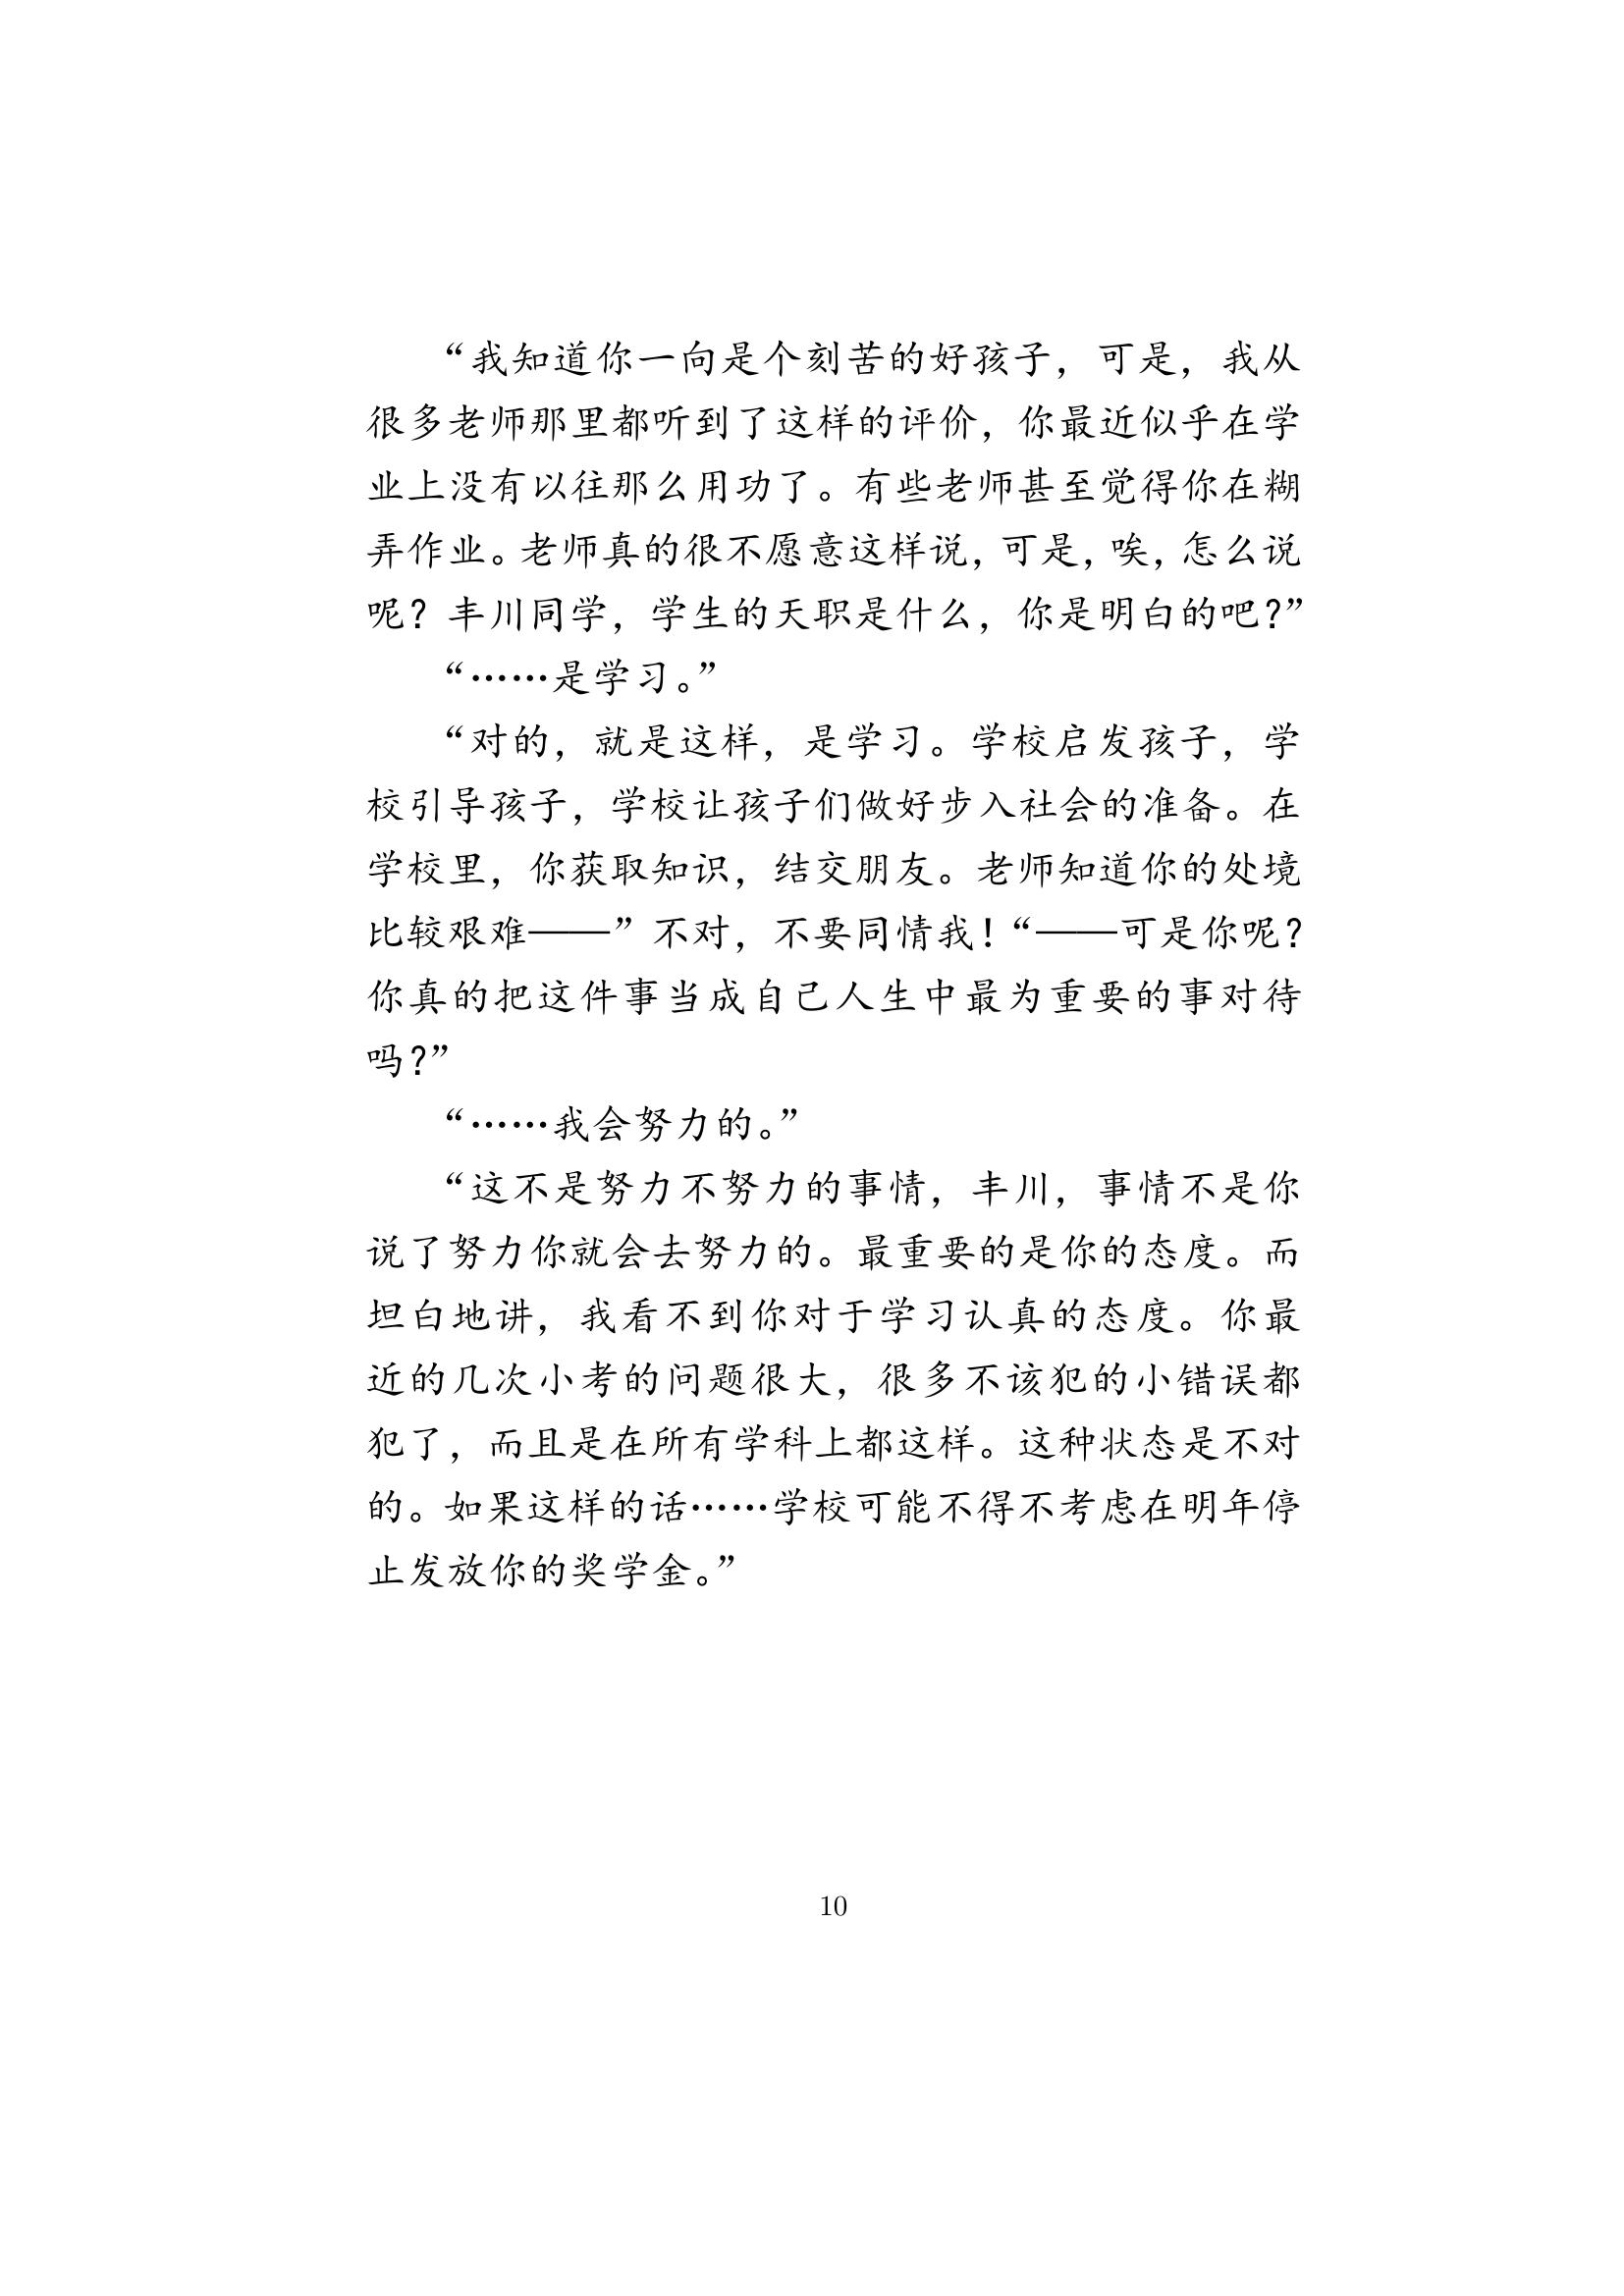 “我知道你一向是个刻苦的好孩子，可是，我从
很多老师那里都听到了这样的评价，你最近似乎在学
业上没有以往那么用功了。有些老师甚至觉得你在糊
弄作业。老师真的很不愿意这样说，可是，唉，怎么说
呢？丰川同学，学生的天职是什么，你是明白的吧？”
“……是学习。”
“对的，就是这样，是学习。学校启发孩子，学
校引导孩子，学校让孩子们做好步入社会的准备。在
学校里，你获取知识，结交朋友。老师知道你的处境
比较艰难——”不对，不要同情我！“——可是你呢？
你真的把这件事当成自己人生中最为重要的事对待
吗？”
“……我会努力的。”
“这不是努力不努力的事情，丰川，事情不是你
说了努力你就会去努力的。最重要的是你的态度。而
坦白地讲，我看不到你对于学习认真的态度。你最
近的几次小考的问题很大，很多不该犯的小错误都
犯了，而且是在所有学科上都这样。这种状态是不对
的。如果这样的话……学校可能不得不考虑在明年停
止发放你的奖学金。”
10